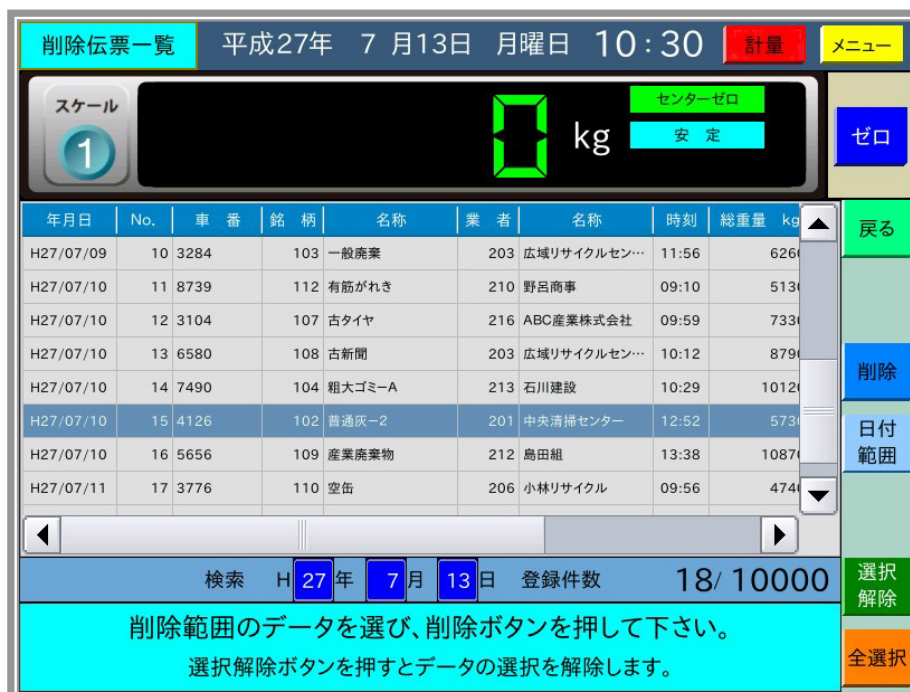 削除伝票一覧 平成27年 7月13日 月曜日 10:30 計量 メニュー
スケール
1
0 kg
センターゼロ
安定
ゼロ
年月日 No. 車番 銘柄 名称 業者 名称 時刻 総重量 kg
H27/07/09 10 3284 103 一般廃棄 203 広域リサイクルセン… 11:56 626
H27/07/10 11 8739 112 有筋がれき 210 野呂商事 09:10 513
H27/07/10 12 3104 107 古タイヤ 216 ABC産業株式会社 09:59 733
H27/07/10 13 6580 108 古新聞 203 広域リサイクルセン… 10:12 879
H27/07/10 14 7490 104 粗大ゴミーA 213 石川建設 10:29 1012
H27/07/10 15 4126 102 普通灰−2 201 中央清掃センター 12:52 573
H27/07/10 16 5656 109 産業廃棄物 212 島田組 13:38 1087
H27/07/11 17 3776 110 空缶 206 小林リサイクル 09:56 474
戻る
削除
日付
範囲
検索 H 27 年 7 月 13 日 登録件数 18/ 10000
選択
解除
削除範囲のデータを選び、削除ボタンを押して下さい。
選択解除ボタンを押すとデータの選択を解除します。
全選択